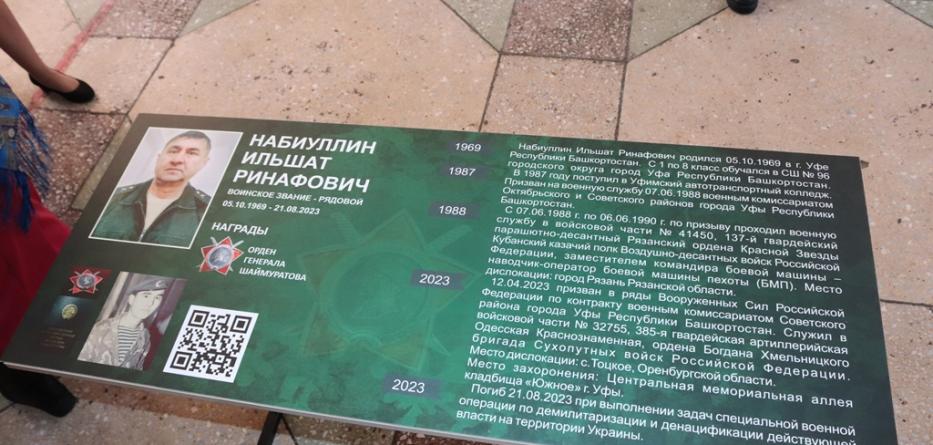 НАБИУЛЛИН
ИЛЬШАТ
РИНАФОВИЧ
ВОИНСКОЕ ЗВАНИЕ - РЯДОВОЙ
05.10.1969 - 21.08.2023
НАГРАДЫ
ОРДЕН
ГЕНЕРАЛА
ШАЙМУРАТОВА
1969
1987
1988
2023
2023
Набиуллин Ильшат Ринафович родился 05.10.1969 в г. Уфе
Республики Башкортостан. С 1 по 8 класс обучался в СШ № 96
городского округа город Уфа Республики Башкортостан.
В 1987 году поступил в Уфимский автотранспортный колледж.
Призван на военную службу 07.06.1988 военным комиссариатом
Октябрьского и Советского районов города Уфы Республики
Башкортостан.
С 07.06.1988 г. по 06.06.1990 г. по призыву проходил военную
службу в войсковой части № 41450, 137-й гвардейский
парашютно-десантный Рязанский ордена Красной Звезды
Кубанский казачий полк Воздушно-десантных войск Российской
Федерации, заместителем командира боевой машины –
наводчик-оператор боевой машины пехоты (БМП). Место
дислокации: город Рязань Рязанской области.
12.04.2023 призван в ряды Вооруженных Сил Российской
Федерации по контракту военным комиссариатом Советского
района города Уфы Республики Башкортостан. Служил в
войсковой части № 32755, 385-я гвардейская артиллерийская
Одесская Краснознаменная, ордена Богдана Хмельницкого
бригада Сухопутных войск Российской Федерации.
Место дислокации: с. Тоцкое, Оренбургской области.
Место захоронения: Центральная мемориальная аллея
кладбища «Южное» г. Уфы.
Погиб 21.08.2023 при выполнении задач специальной военной
операции по демилитаризации и денацификации действующей
власти на территории Украины.